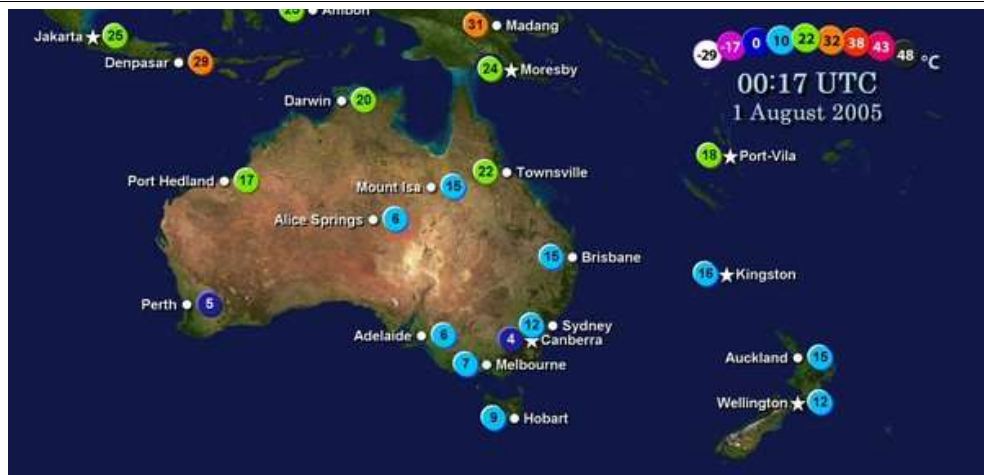 Ambon
Jakarta 25
31 Madang
-29 -17 0 10 22 32 38 43 48 °C
Denpasar 29
24 Moresby
00:17 UTC
1 August 2005
Darwin 20
18 Port-Vila
22 Townsville
Port Hedland 17
Mount Isa 15
Alice Springs 6
15 Brisbane
16 Kingston
Perth 5
12 Sydney
Adelaide 6
4 Canberra
Auckland 15
7 Melbourne
Wellington 12
9 Hobart